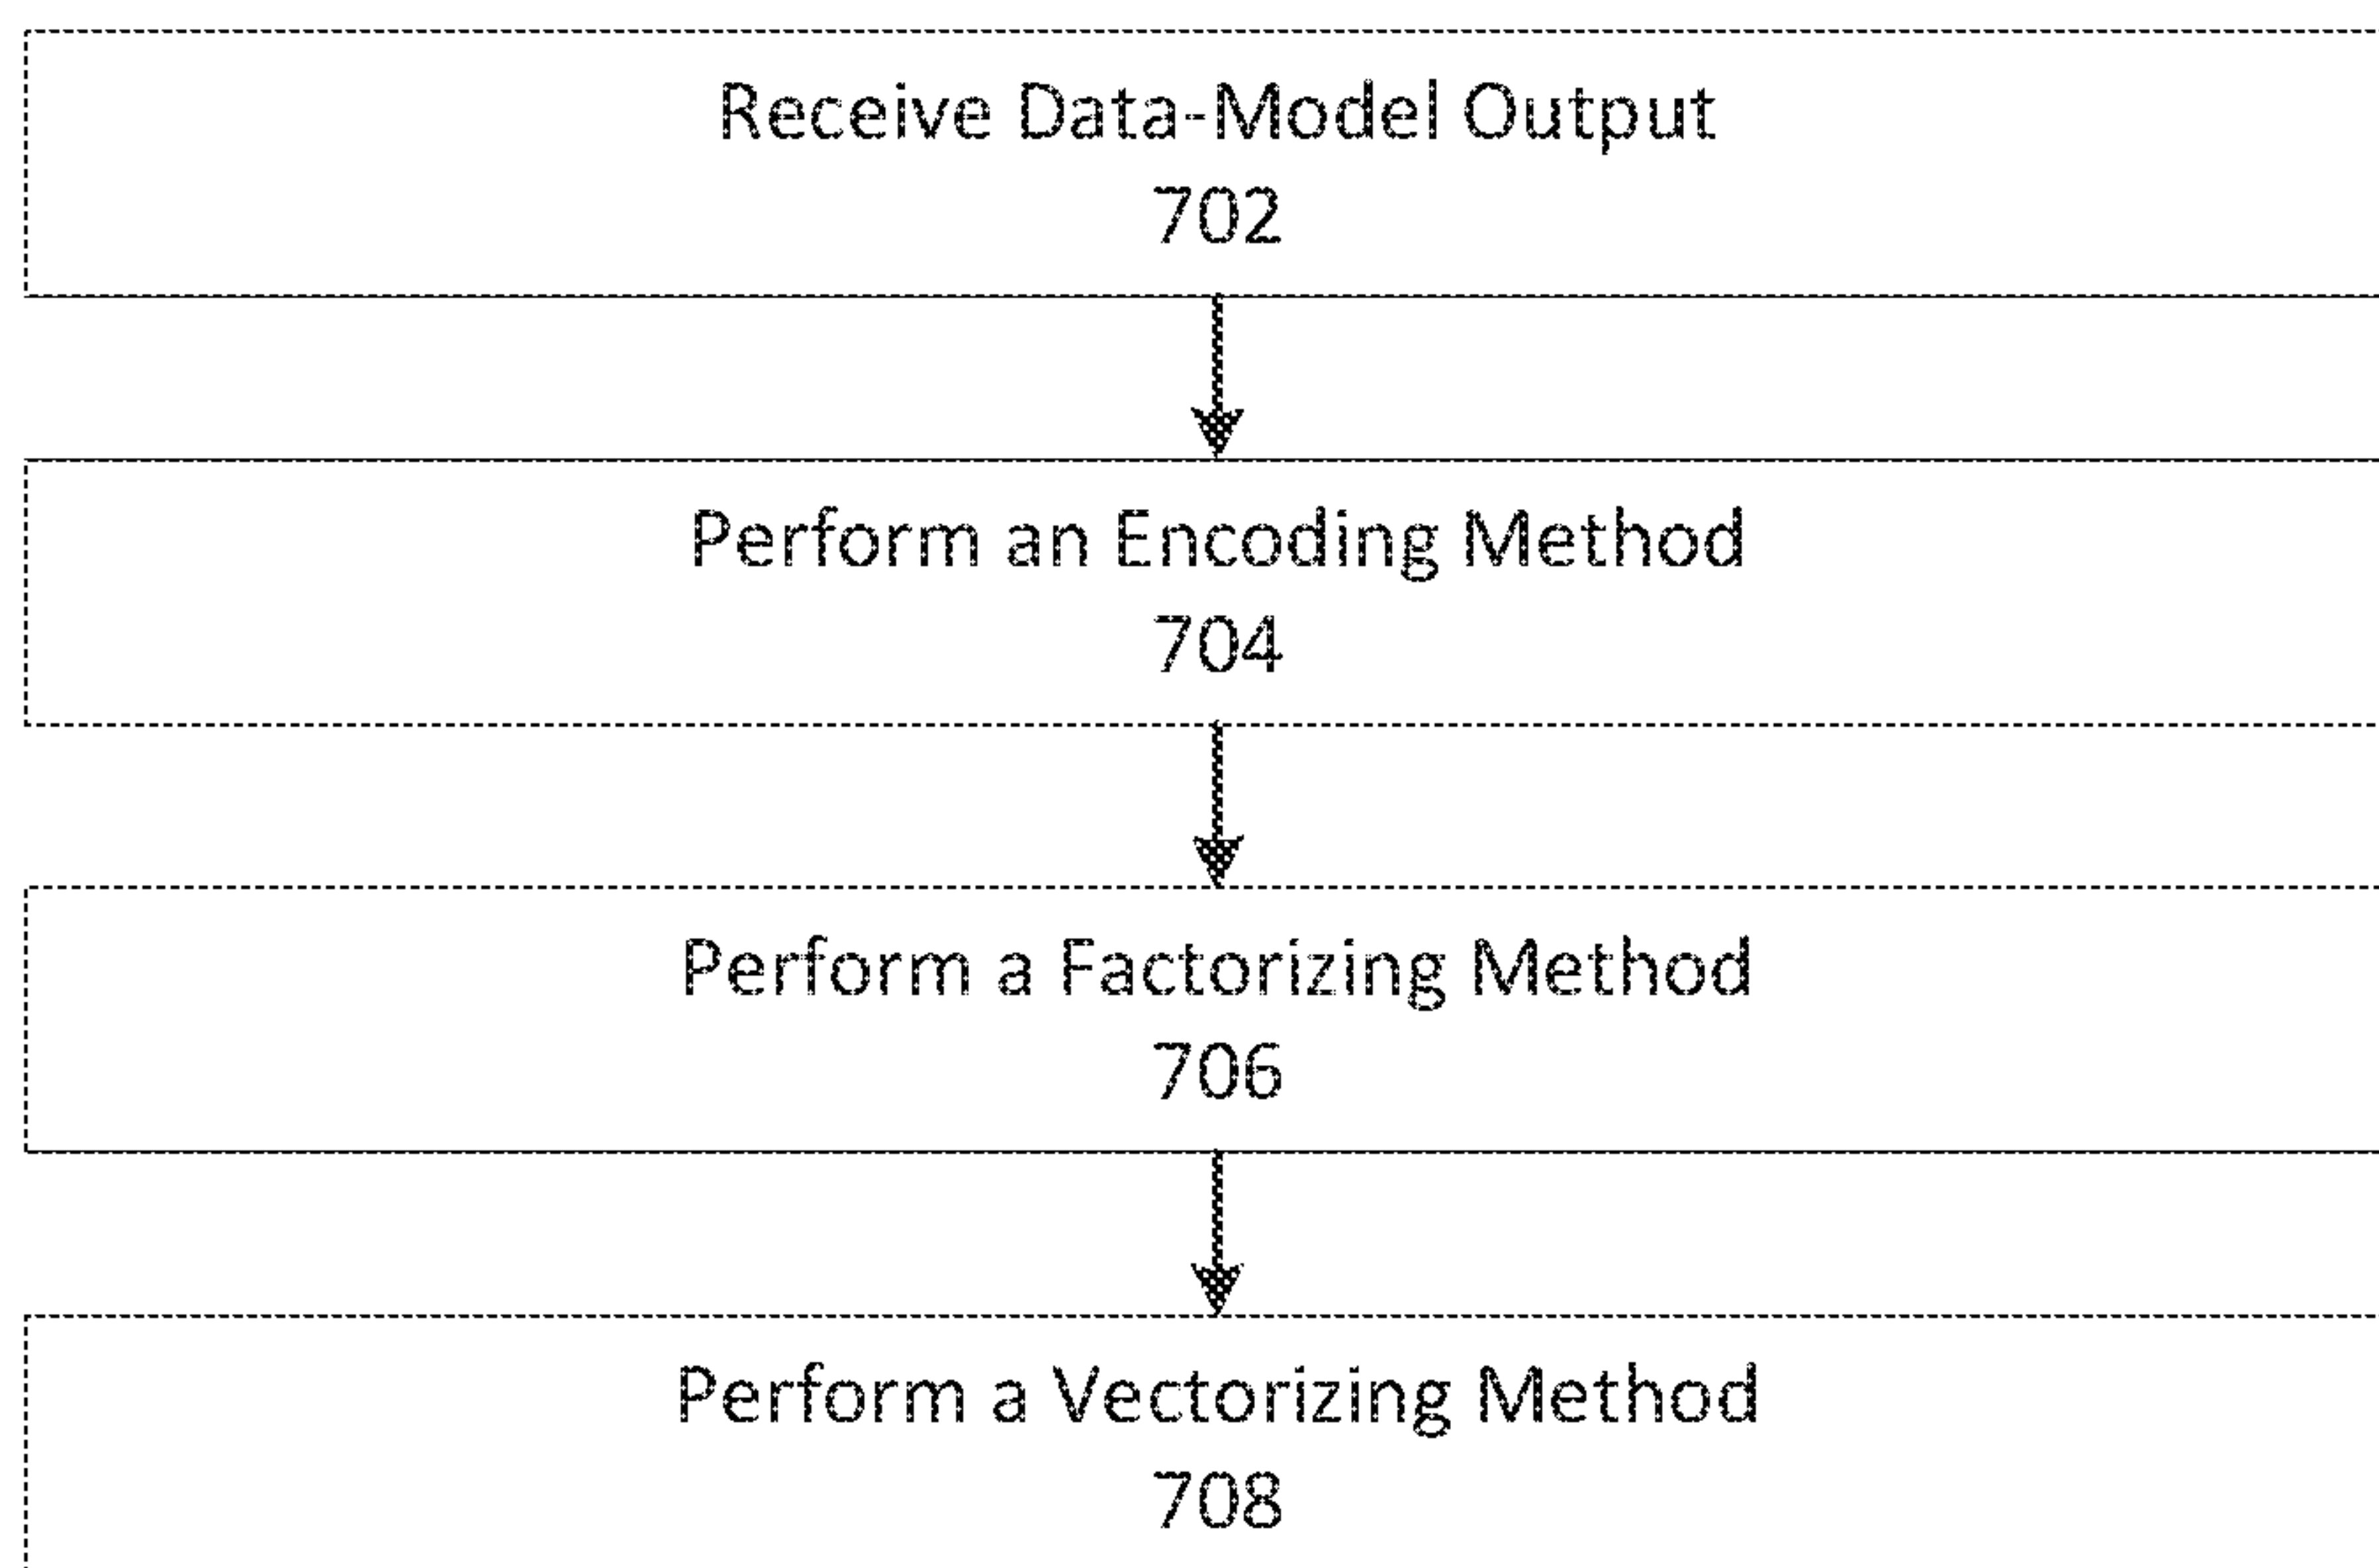 Receive Data-Model Output
702
Perform an Encoding Method
704
Perform a Factorizing Method
706
Perform a Vectorizing Method
708